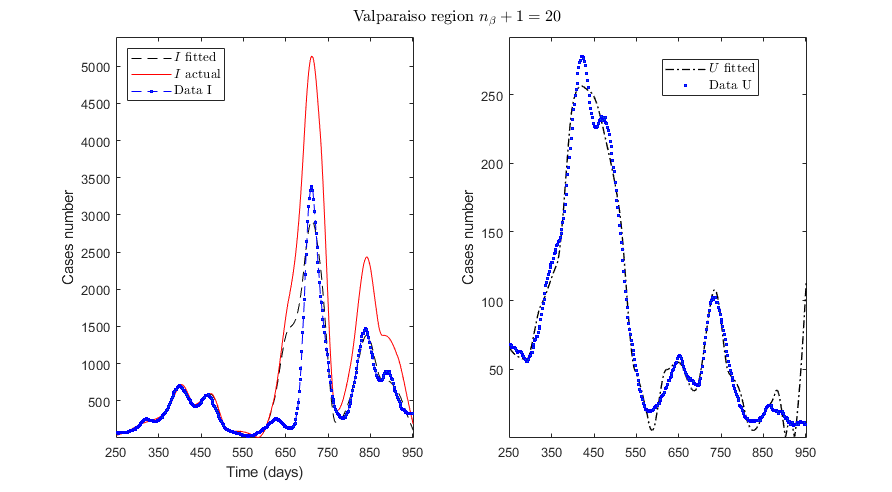 Valparaiso region $n_\beta + 1 = 20$
5000
4500
4000
3500
3000
2500
2000
1500
1000
500
Cases number
I fitted
I actual
Data I
250 350 450 550 650 750 850 950
Time (days)
250
200
150
100
50
Cases number
U fitted
Data U
250 350 450 550 650 750 850 950